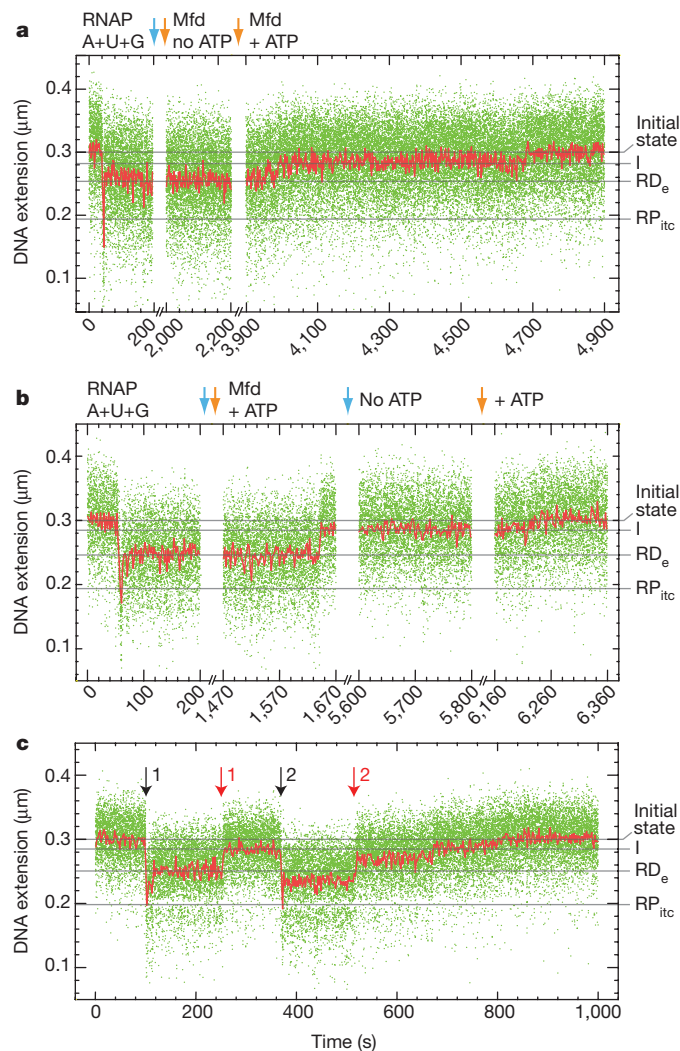 a
RNAP Mfd Mfd
A+U+G no ATP + ATP
DNA extension (μm)
0.4
0.3
0.2
0.1
Initial
state
I
RDe
RPitc
0 200 2,000 2,200 3,900 4,100 4,300 4,500 4,700 4,900
b
RNAP Mfd No ATP + ATP
A+U+G + ATP
DNA extension (μm)
0.4
0.3
0.2
0.1
Initial
state
I
RDe
RPitc
0 100 200 1,470 1,570 1,670 5,600 5,700 5,800 6,160 6,260 6,360
c
1 1 2 2
DNA extension (μm)
0.4
0.3
0.2
0.1
Initial
state
I
RDe
RPitc
0 200 400 600 800 1,000
Time (s)